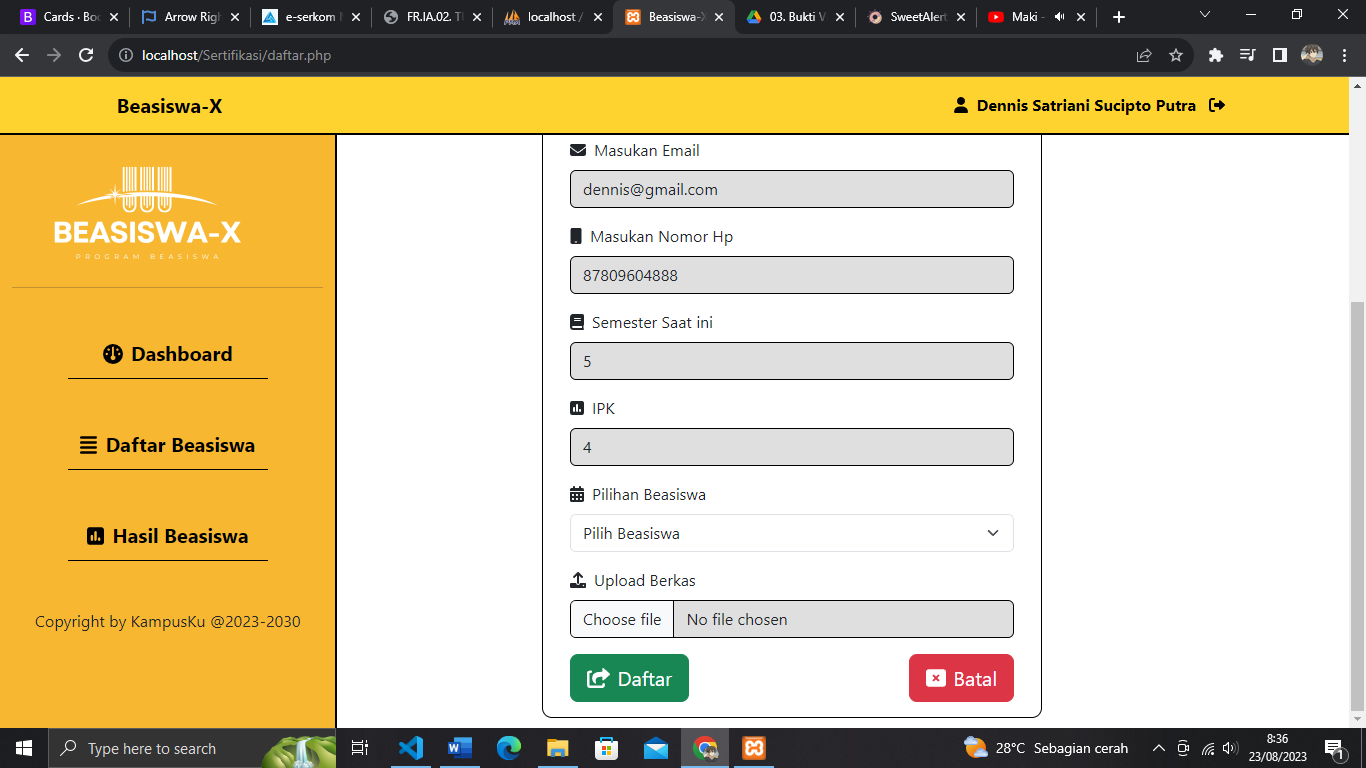 Cards · Bo
Arrow Rig
e-serkom
FR.IA.02. T
localhost /
Beasiswa-
03. Bukti
SweetAlert
Maki -
localhost/Sertifikasi/daftar.php
Beasiswa-X
Dennis Satriani Sucipto Putra
BEASISWA-X
PROGRAM BEASISWA
Dashboard
Daftar Beasiswa
Hasil Beasiswa
Copyright by KampusKu @2023-2030
Masukan Email
dennis@gmail.com
Masukan Nomor Hp
87809604888
Semester Saat ini
5
IPK
4
Pilihan Beasiswa
Pilih Beasiswa
Upload Berkas
Choose file No file chosen
Daftar
Batal
Type here to search
28°C Sebagian cerah
8:36
23/08/2023
1